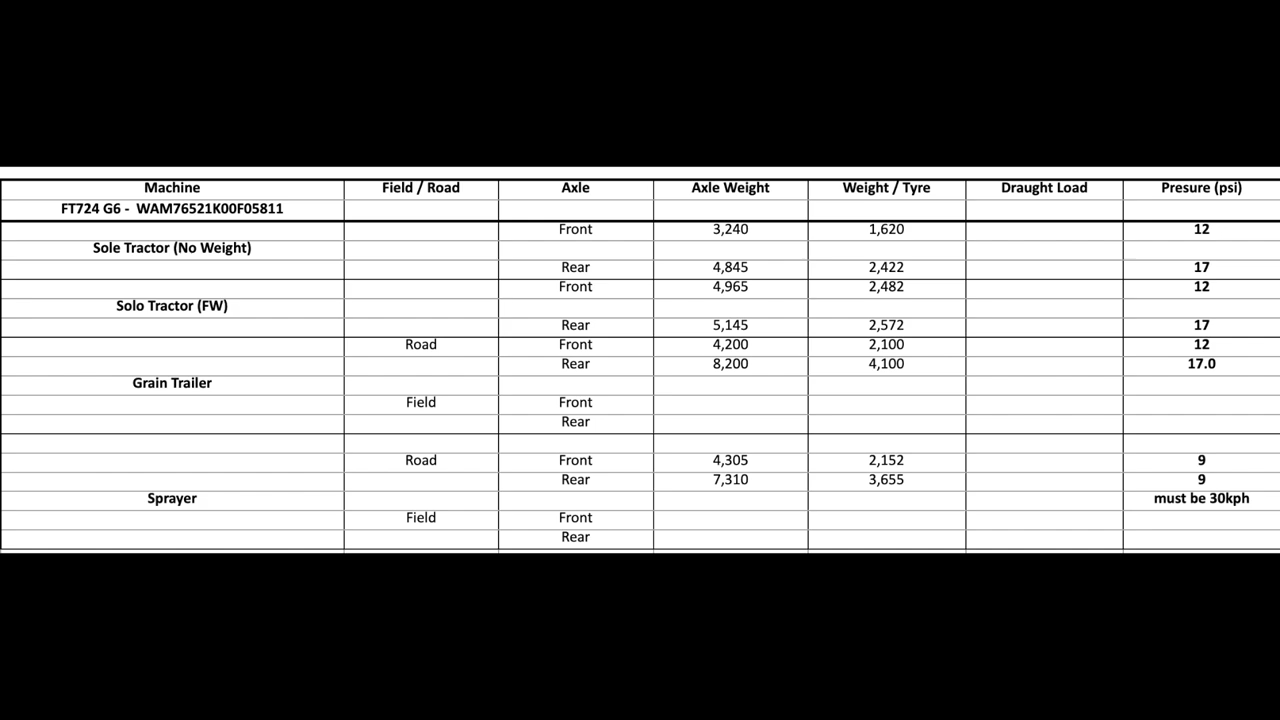 Machine Field / Road Axle Axle Weight Weight / Tyre Draught Load Presure (psi)
FT724 G6 - WAM76521K00F05811
Front 3,240 1,620 12
Sole Tractor (No Weight)
Rear 4,845 2,422 17
Front 4,965 2,482 12
Solo Tractor (FW)
Rear 5,145 2,572 17
Road Front 4,200 2,100 12
Rear 8,200 4,100 17.0
Grain Trailer
Field Front
Rear
Road Front 4,305 2,152 9
Rear 7,310 3,655 9
Sprayer must be 30kph
Field Front
Rear